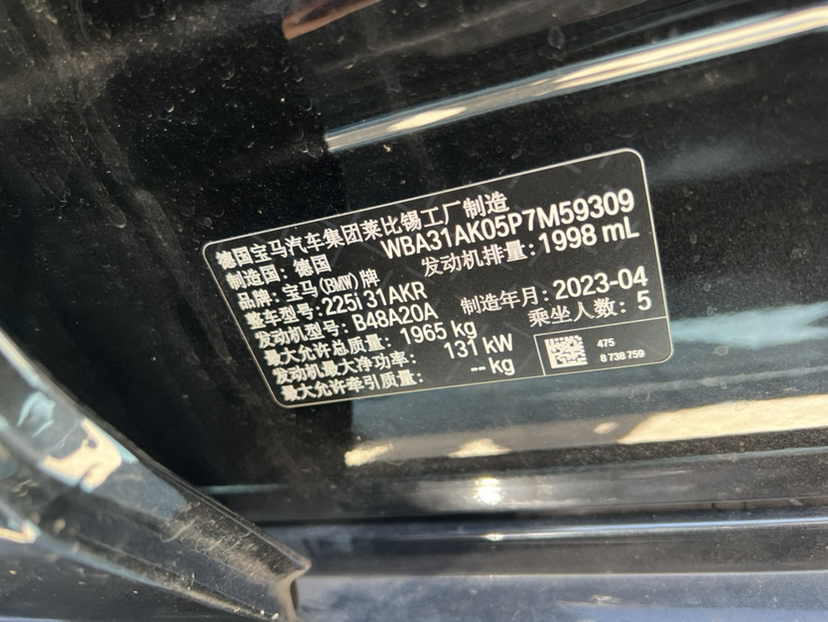 德国宝马汽车集团莱比锡工厂制造
制造国：德国
WBA31AK05P7M59309
品牌：宝马(BMW)牌
发动机排量：1998 mL
整车型号：225i 31AKR
发动机型号：B48A20A
制造年月：2023-04
最大允许总质量：1965 kg
乘坐人数：5
发动机最大净功率：131 kW
最大允许牵引质量：-- kg
475
8 738 759